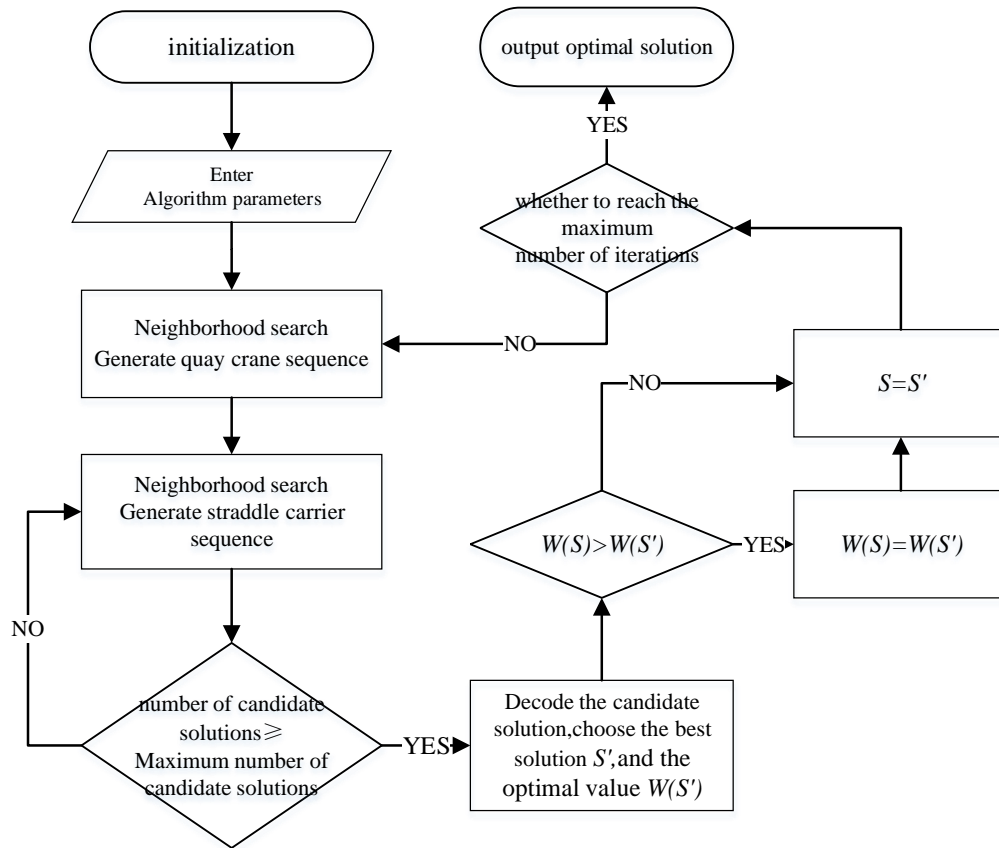 initialization
Enter
Algorithm parameters
Neighborhood search
Generate quay crane sequence
Neighborhood search
Generate straddle carrier
sequence
NO
number of candidate
solutions≥
Maximum number of
candidate solutions
YES
Decode the candidate
solution,choose the best
solution S',and the
optimal value W(S')
W(S)>W(S')
YES
W(S)=W(S')
NO
S=S'
whether to reach the
maximum
number of iterations
NO
YES
output optimal solution